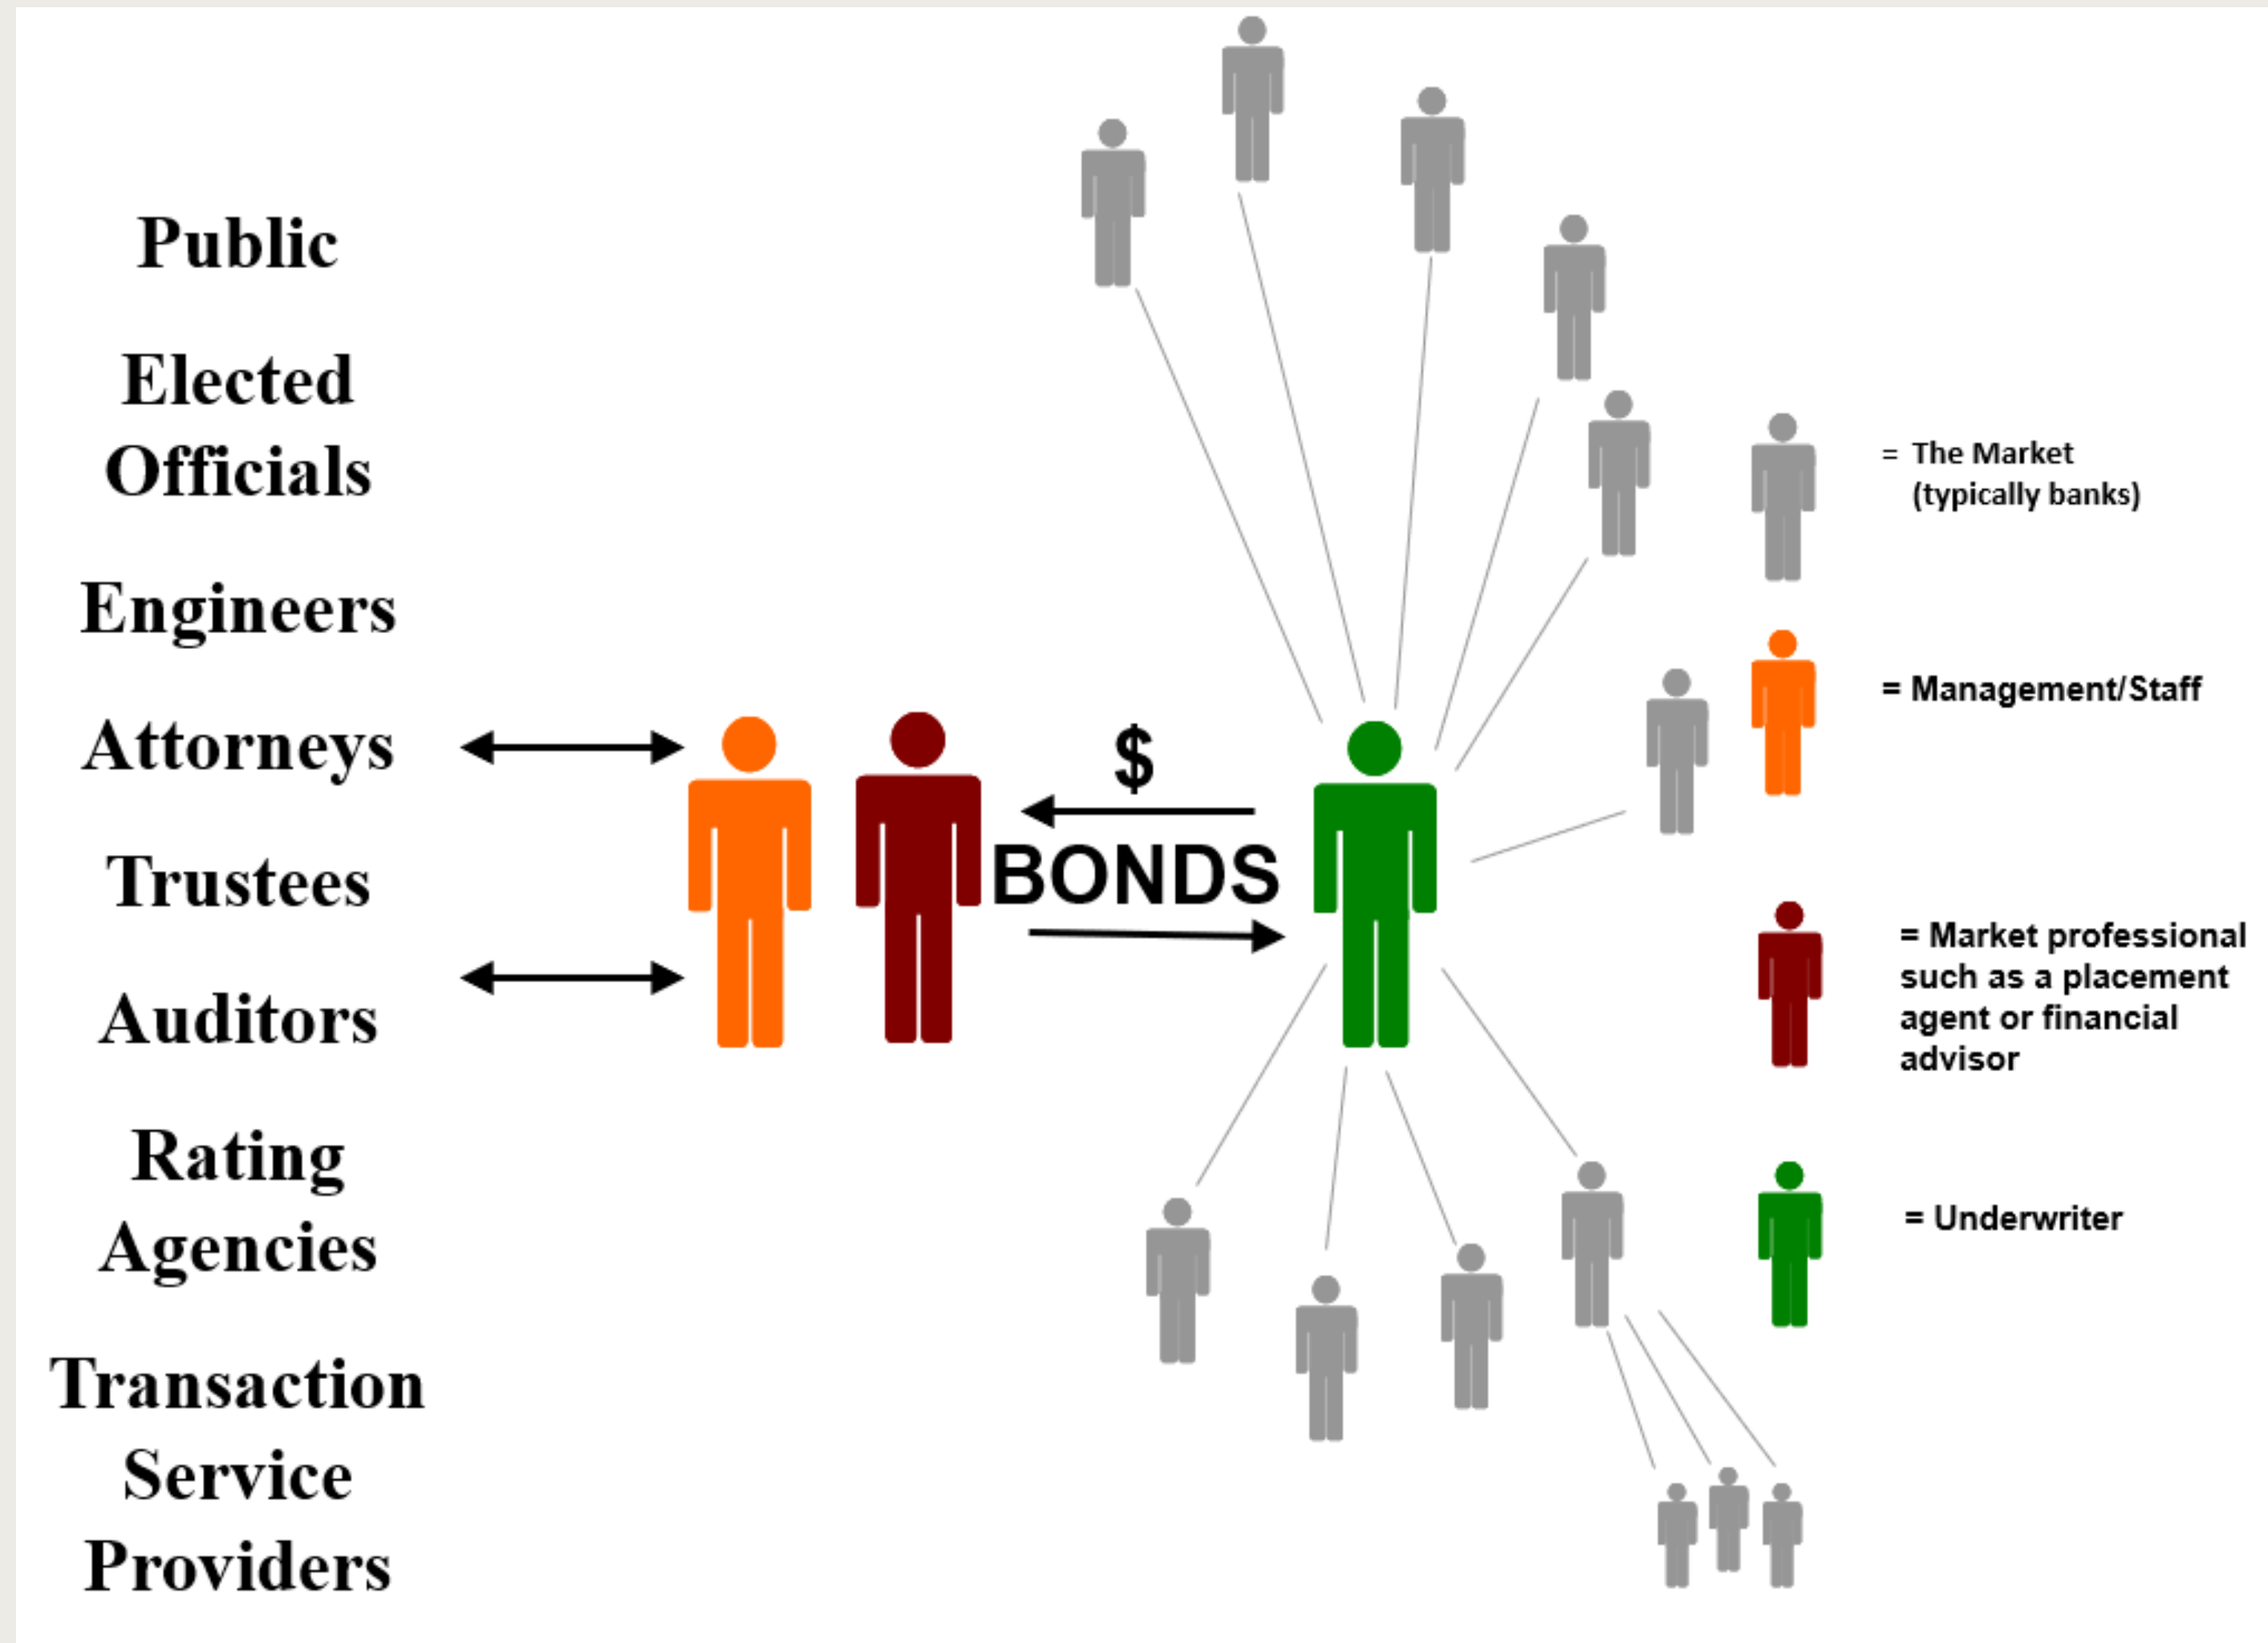 Public
Elected
Officials
Engineers
Attorneys
Trustees
Auditors
Rating
Agencies
Transaction
Service
Providers
$
BONDS
= The Market
(typically banks)
= Management/Staff
= Market professional
such as a placement
agent or financial
advisor
= Underwriter